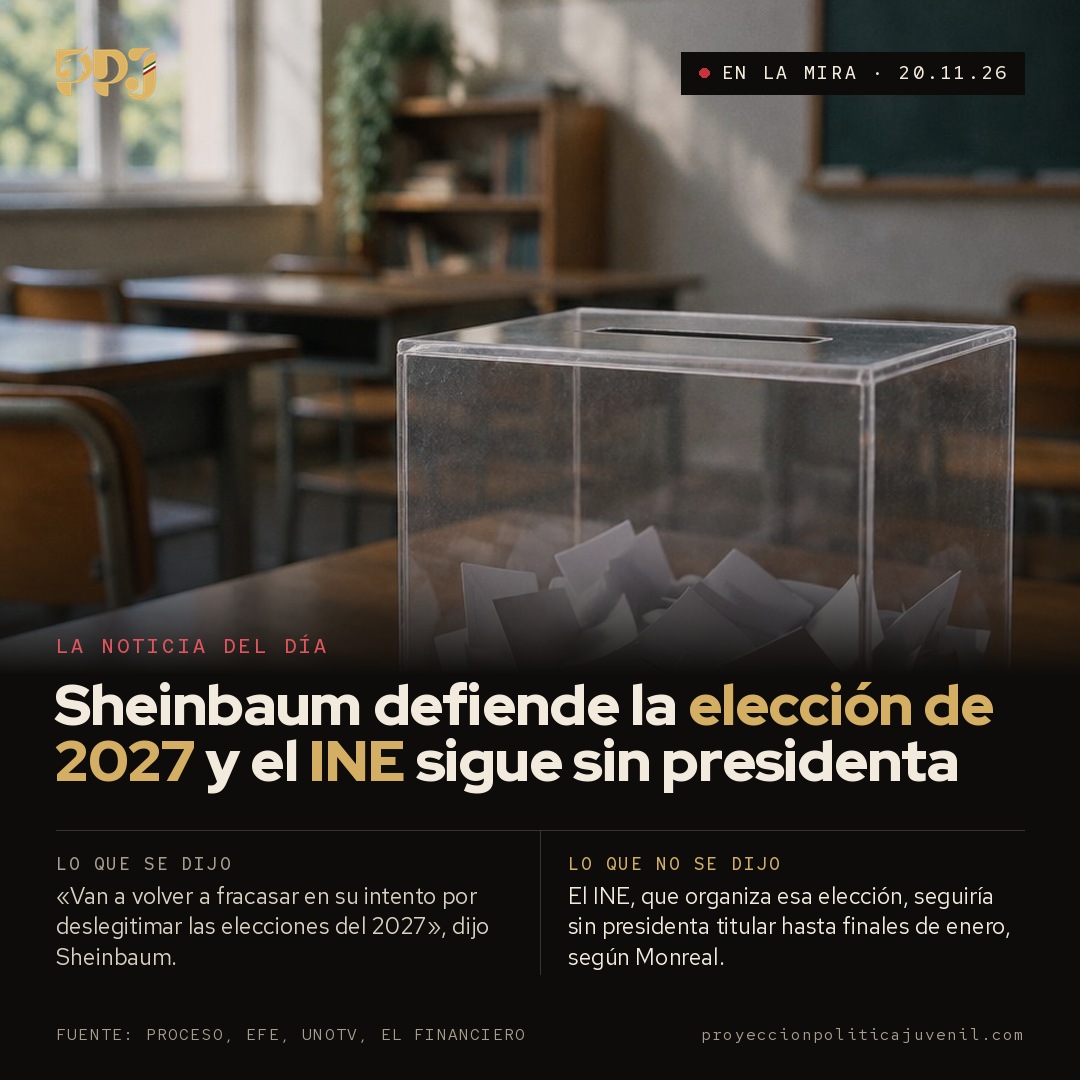 PPJ
EN LA MIRA · 20.11.26
LA NOTICIA DEL DÍA
Sheinbaum defiende la elección de
2027 y el INE sigue sin presidenta
LO QUE SE DIJO
«Van a volver a fracasar en su intento por
deslegitimar las elecciones del 2027», dijo
Sheinbaum.
LO QUE NO SE DIJO
El INE, que organiza esa elección, seguiría
sin presidente titular hasta finales de enero,
según Monreal.
FUENTE: PROCESO, EFE, UNOTV, EL FINANCIERO
proyeccionpoliticajuvenil.com